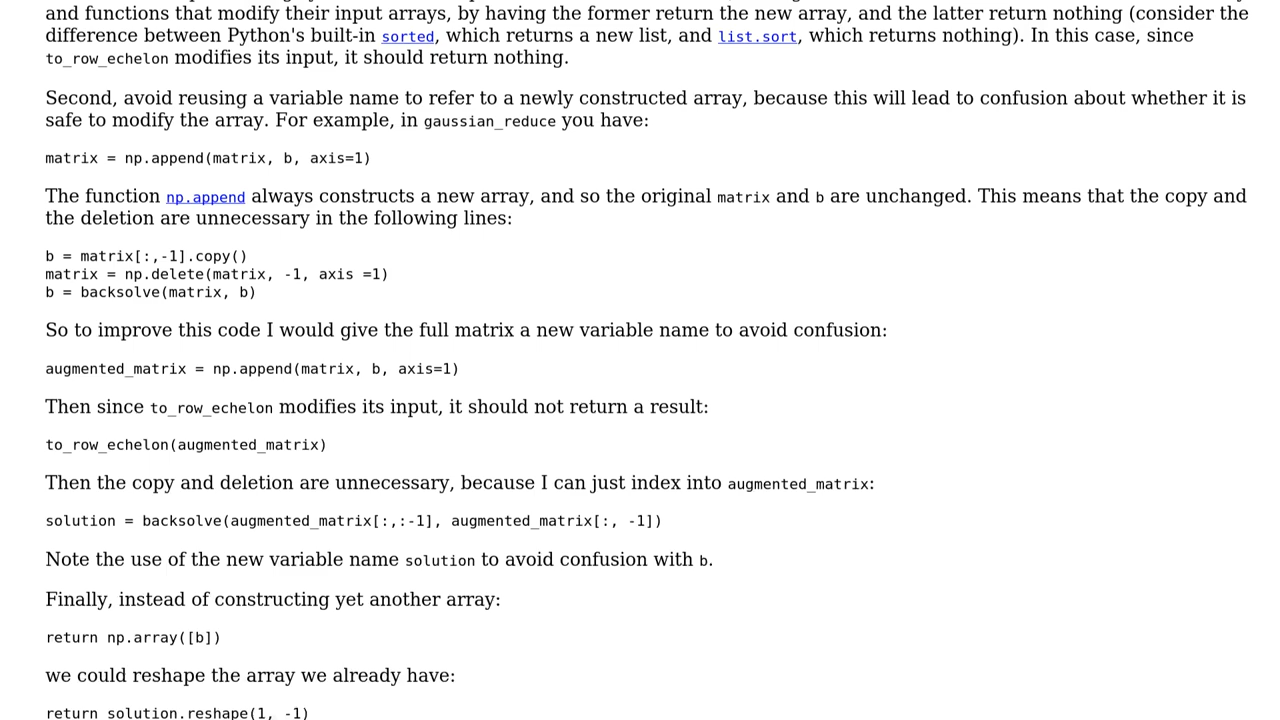 and functions that modify their input arrays, by having the former return the new array, and the latter return nothing (consider the
difference between Python's built-in sorted, which returns a new list, and list.sort, which returns nothing). In this case, since
to_row_echelon modifies its input, it should return nothing.
Second, avoid reusing a variable name to refer to a newly constructed array, because this will lead to confusion about whether it is
safe to modify the array. For example, in gaussian_reduce you have:
matrix = np.append(matrix, b, axis=1)
The function np.append always constructs a new array, and so the original matrix and b are unchanged. This means that the copy and
the deletion are unnecessary in the following lines:
b = matrix[:,-1].copy()
matrix = np.delete(matrix, -1, axis =1)
b = backsolve(matrix, b)
So to improve this code I would give the full matrix a new variable name to avoid confusion:
augmented_matrix = np.append(matrix, b, axis=1)
Then since to_row_echelon modifies its input, it should not return a result:
to_row_echelon(augmented_matrix)
Then the copy and deletion are unnecessary, because I can just index into augmented_matrix:
solution = backsolve(augmented_matrix[:,:-1], augmented_matrix[:, -1])
Note the use of the new variable name solution to avoid confusion with b.
Finally, instead of constructing yet another array:
return np.array([b])
we could reshape the array we already have:
return solution.reshape(1, -1)